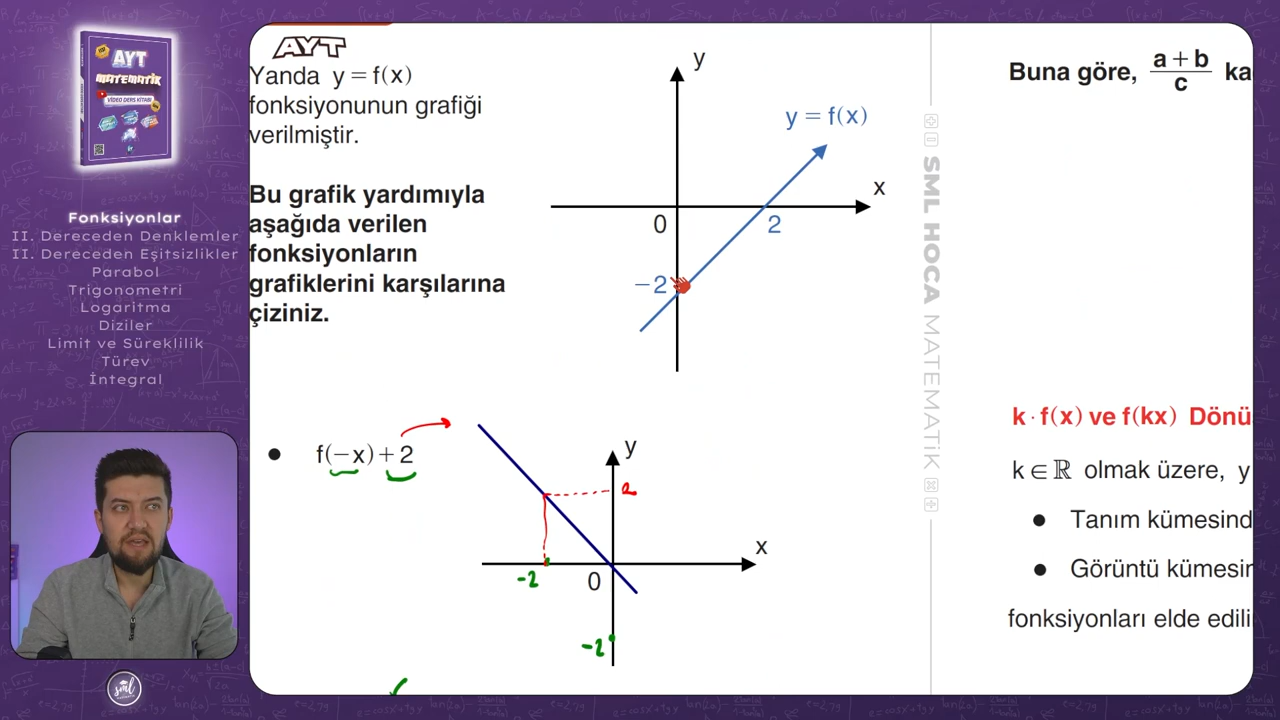 AYT
MATEMATİK
VİDEO DERS KİTABI
Fonksiyonlar
II. Dereceden Denklemler
II. Dereceden Eşitsizlikler
Parabol
Trigonometri
Logaritma
Diziler
Limit ve Süreklilik
Türev
İntegral
sml
AYT
Yanda y = f(x)
fonksiyonunun grafiği
verilmiştir.
Bu grafik yardımıyla
aşağıda verilen
fonksiyonların
grafiklerini karşılarına
çiziniz.
y
y = f(x)
x
0
2
−2
● f(−x) + 2
y
2
x
-2
0
-2
SML HOCA MATEMATİK
Buna göre, a + b / c ka
k · f(x) ve f(kx) Dönü
k ∈ ℝ olmak üzere, y
● Tanım kümesind
● Görüntü kümesin
fonksiyonları elde edili